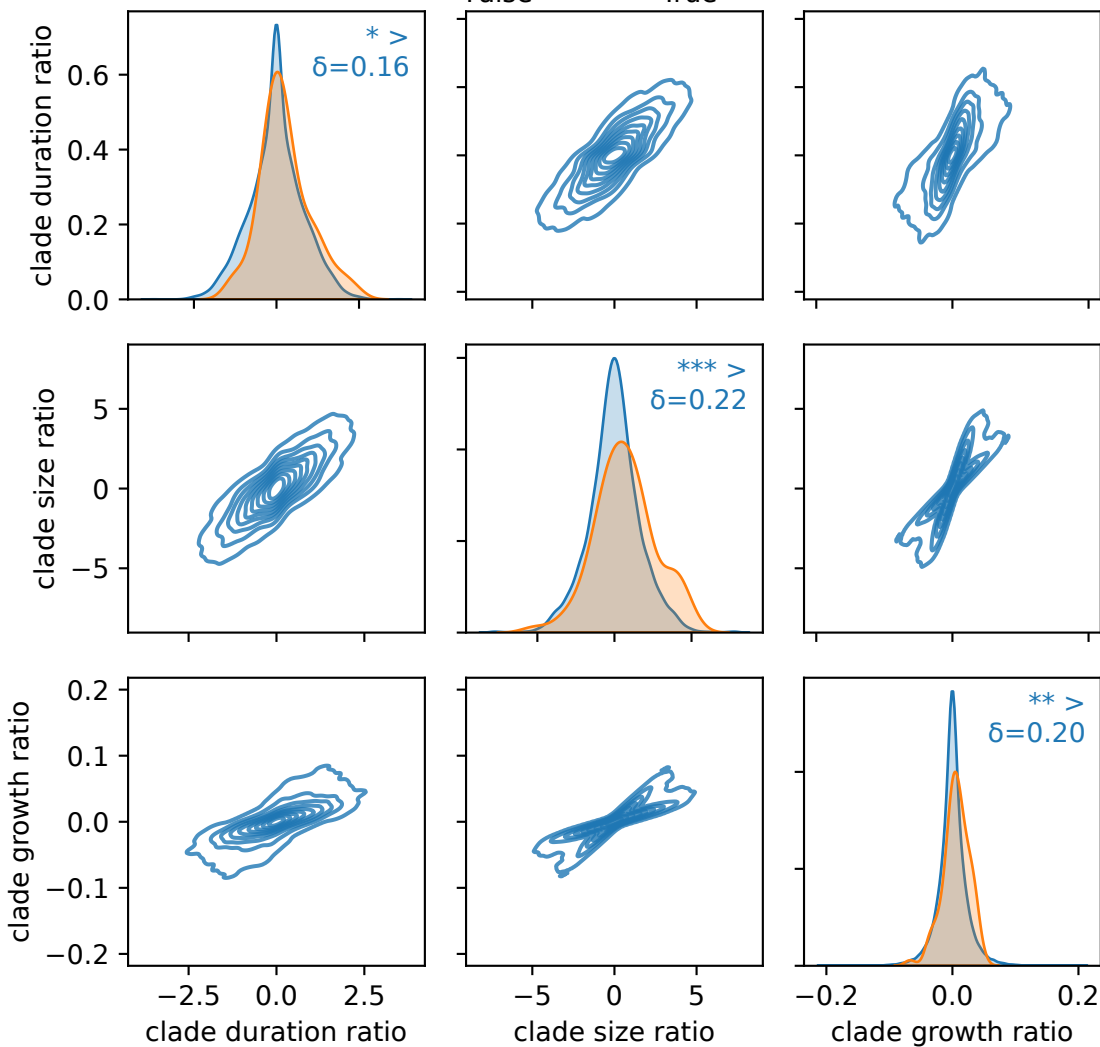 True
clade duration ratio
0.6
0.4
0.2
0.0
* >
δ=0.16
clade size ratio
5
0
−5
*** >
δ=0.22
clade growth ratio
0.2
0.1
0.0
−0.1
−0.2
** >
δ=0.20
−2.5 0.0 2.5
−5 0 5
−0.2 0.0 0.2
clade duration ratio
clade size ratio
clade growth ratio